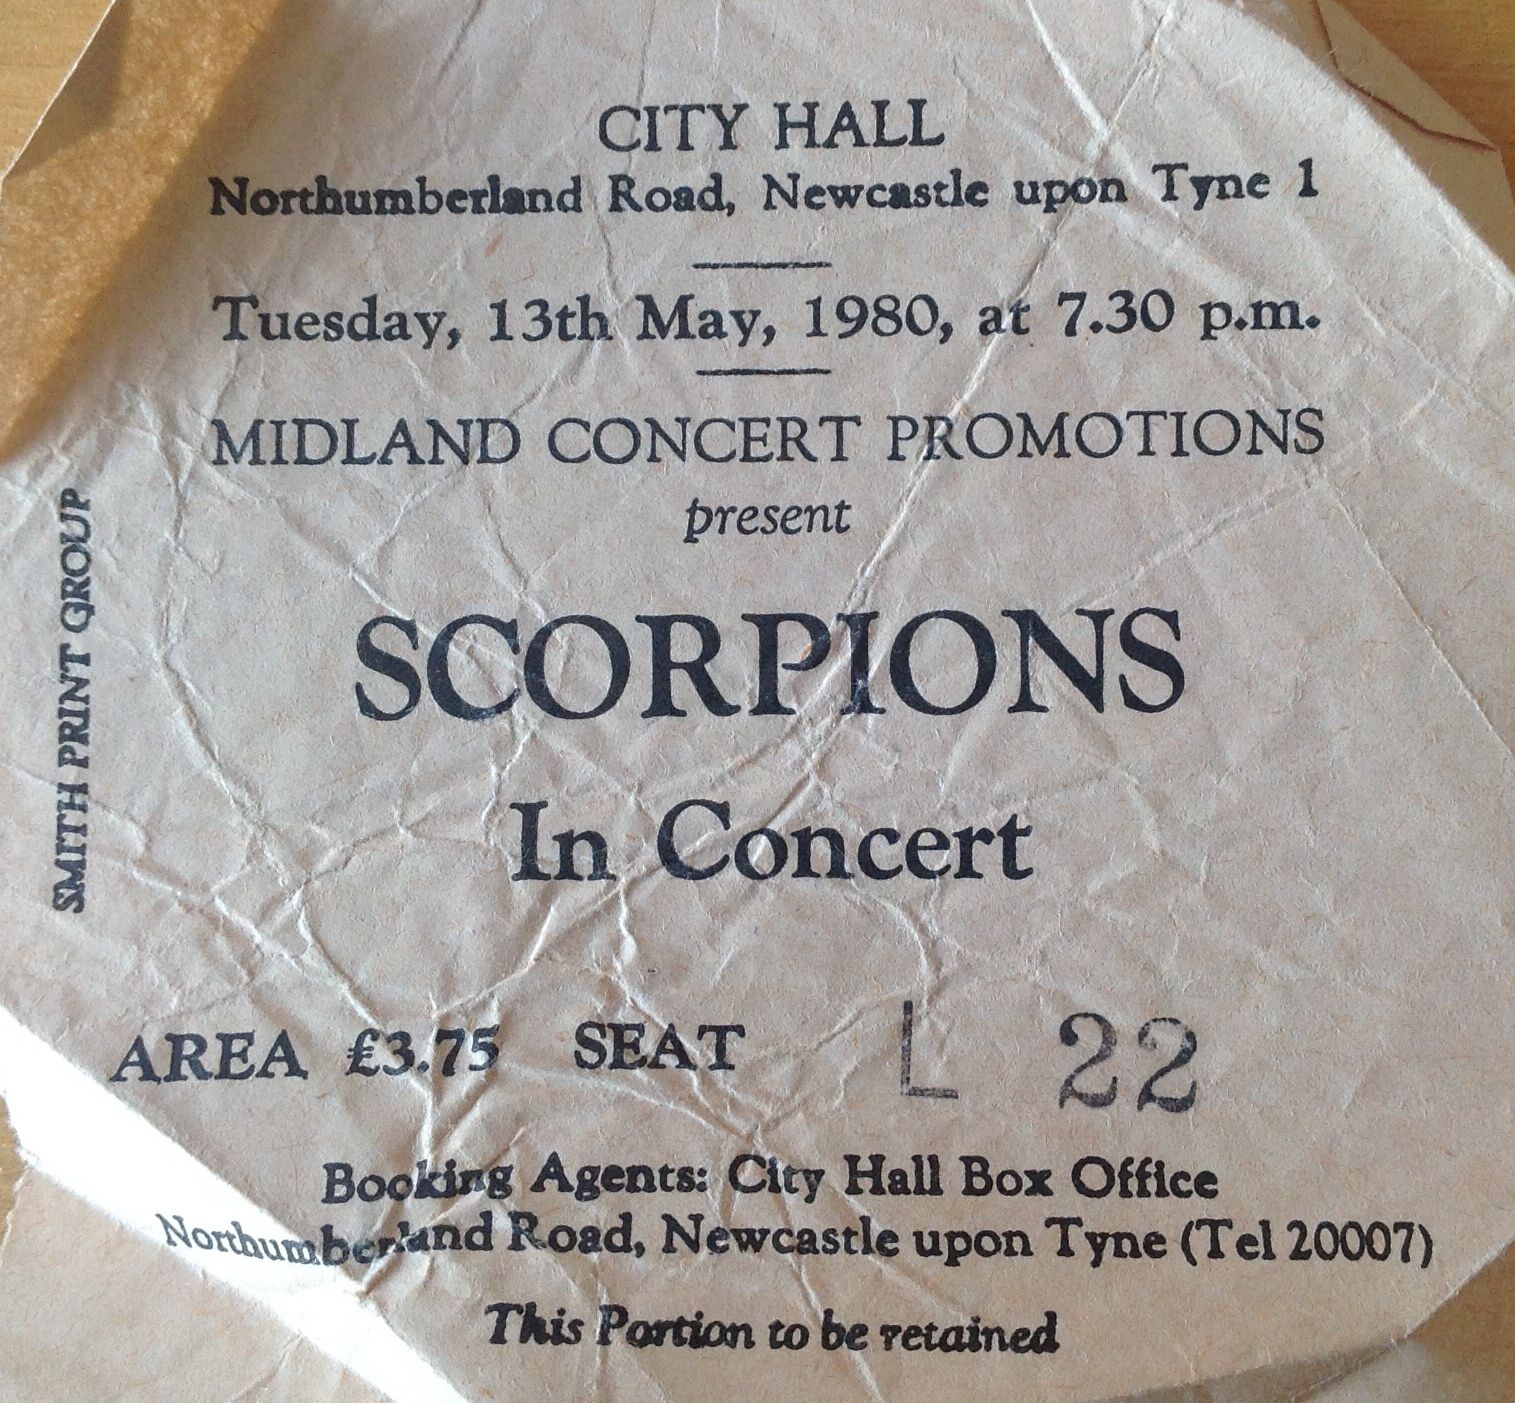 CITY HALL
Northumberland Road, Newcastle upon Tyne 1
Tuesday, 13th May, 1980, at 7.30 p.m.
MIDLAND CONCERT PROMOTIONS
present
SCORPIONS
In Concert
AREA £3.75 SEAT L 22
Booking Agents: City Hall Box Office
Northumberland Road, Newcastle upon Tyne (Tel 20007)
This Portion to be retained
SMITH PRINT GROUP